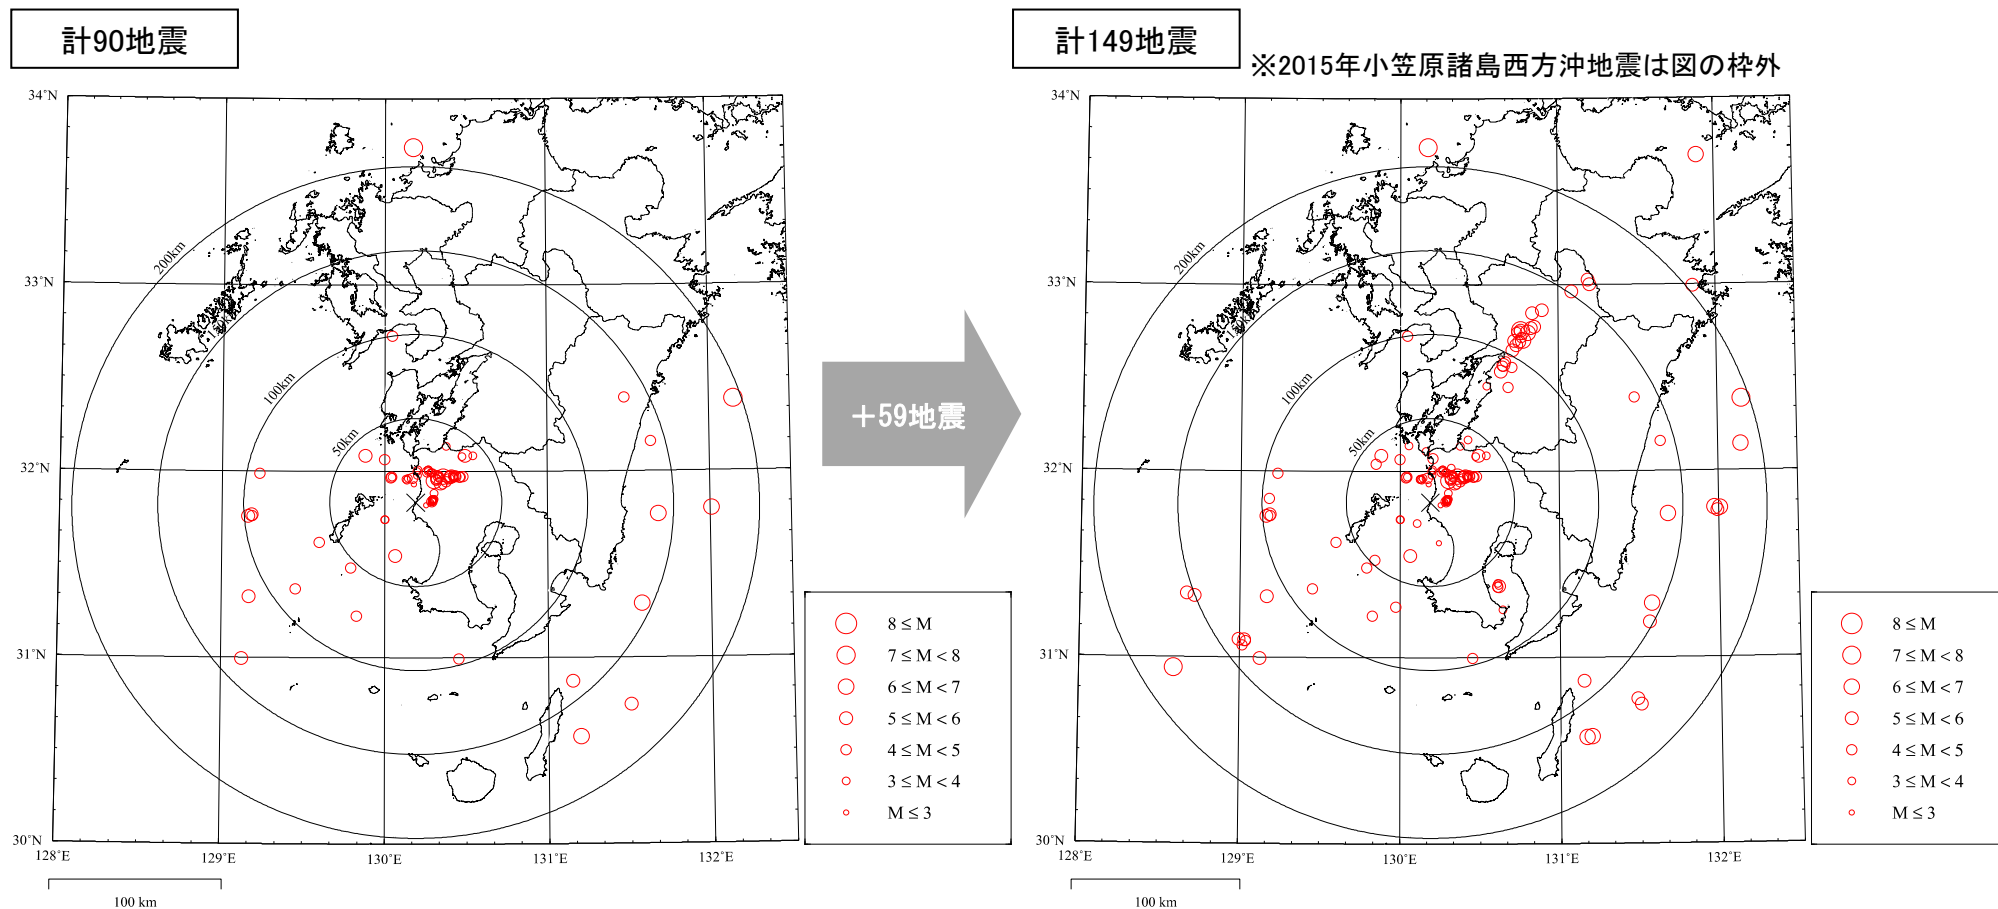 計90地震
計149地震
※2015年小笠原諸島西方沖地震は図の枠外
34°N
33°N
32°N
31°N
30°N
128°E
129°E
130°E
131°E
132°E
200km
100km
50km
100 km
8 ≤ M
7 ≤ M < 8
6 ≤ M < 7
5 ≤ M < 6
4 ≤ M < 5
3 ≤ M < 4
M ≤ 3
+59地震
34°N
33°N
32°N
31°N
30°N
128°E
129°E
130°E
131°E
132°E
200km
100km
50km
100 km
8 ≤ M
7 ≤ M < 8
6 ≤ M < 7
5 ≤ M < 6
4 ≤ M < 5
3 ≤ M < 4
M ≤ 3